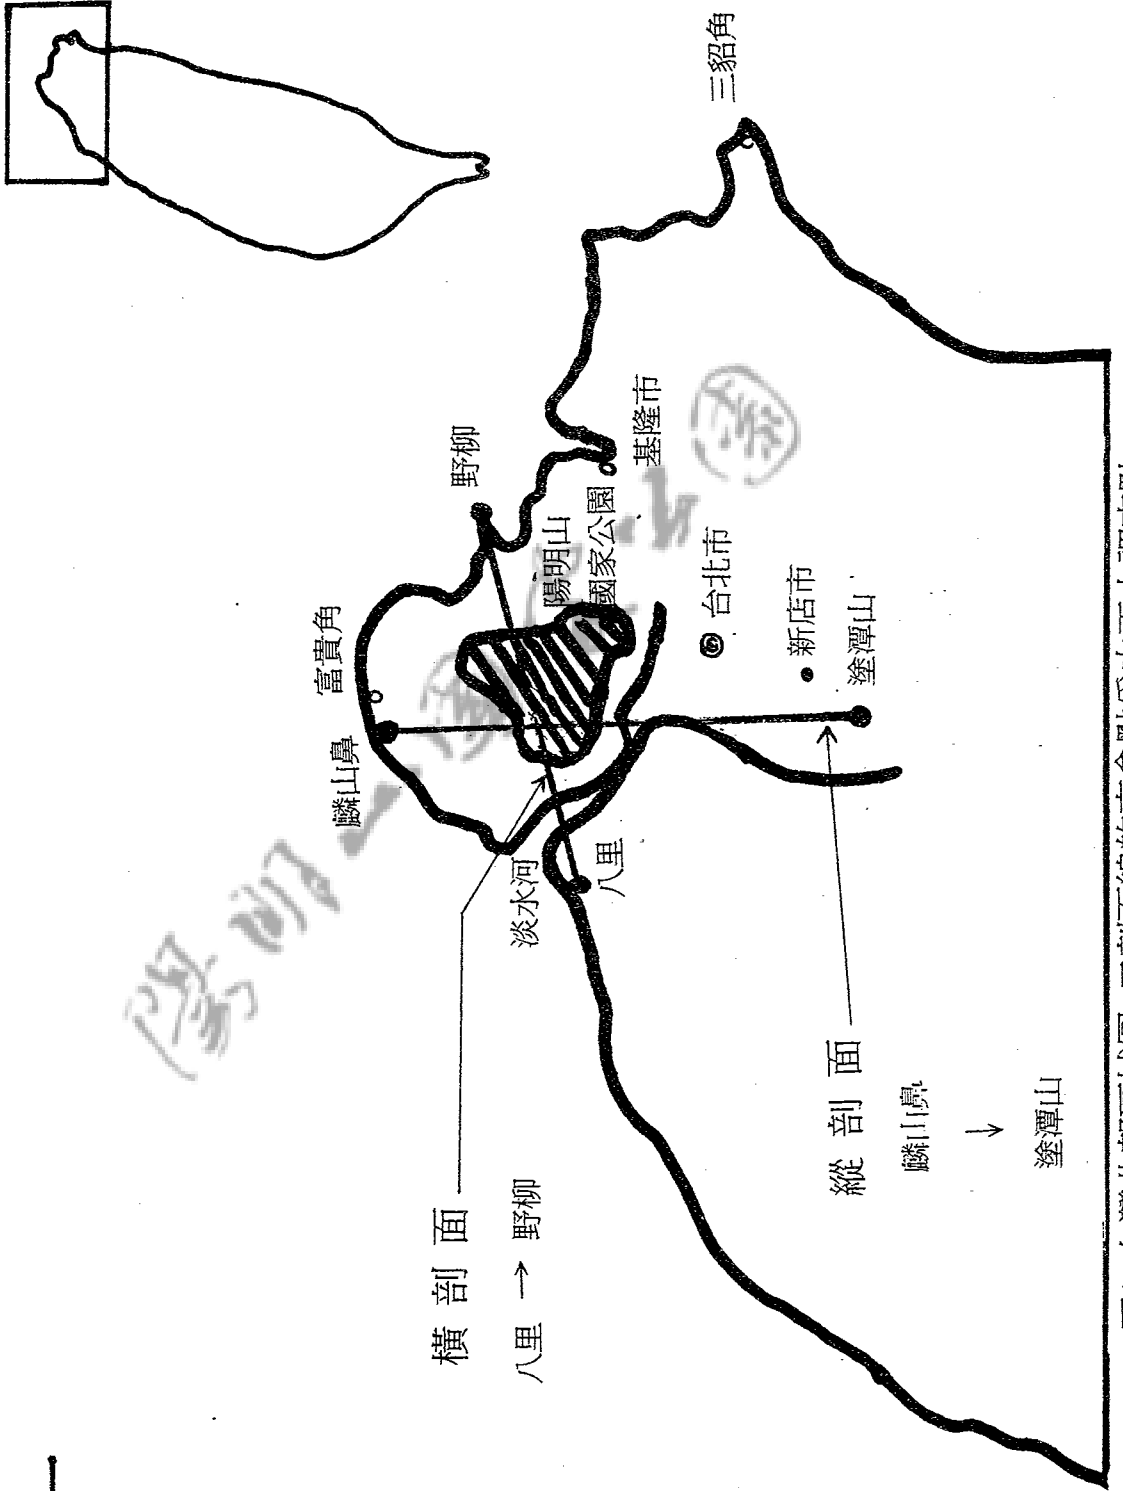 三貂角
野柳
基隆市
富貴角
陽明山
國家公園
台北市
麟山鼻
新店市
塗潭山
淡水河
八里
橫剖面
八里 → 野柳
縱剖面
麟山鼻
↓
塗潭山